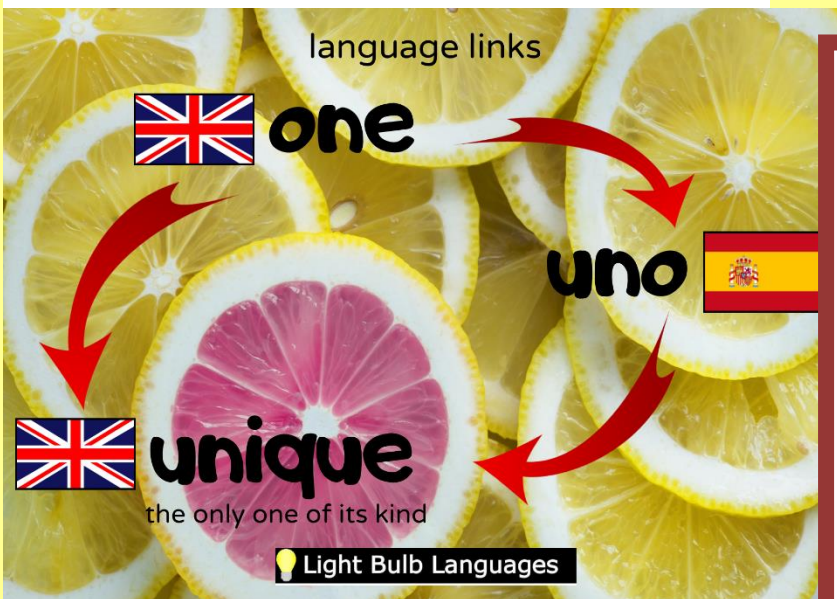 language links
one
uno
unique
the only one of its kind
Light Bulb Languages